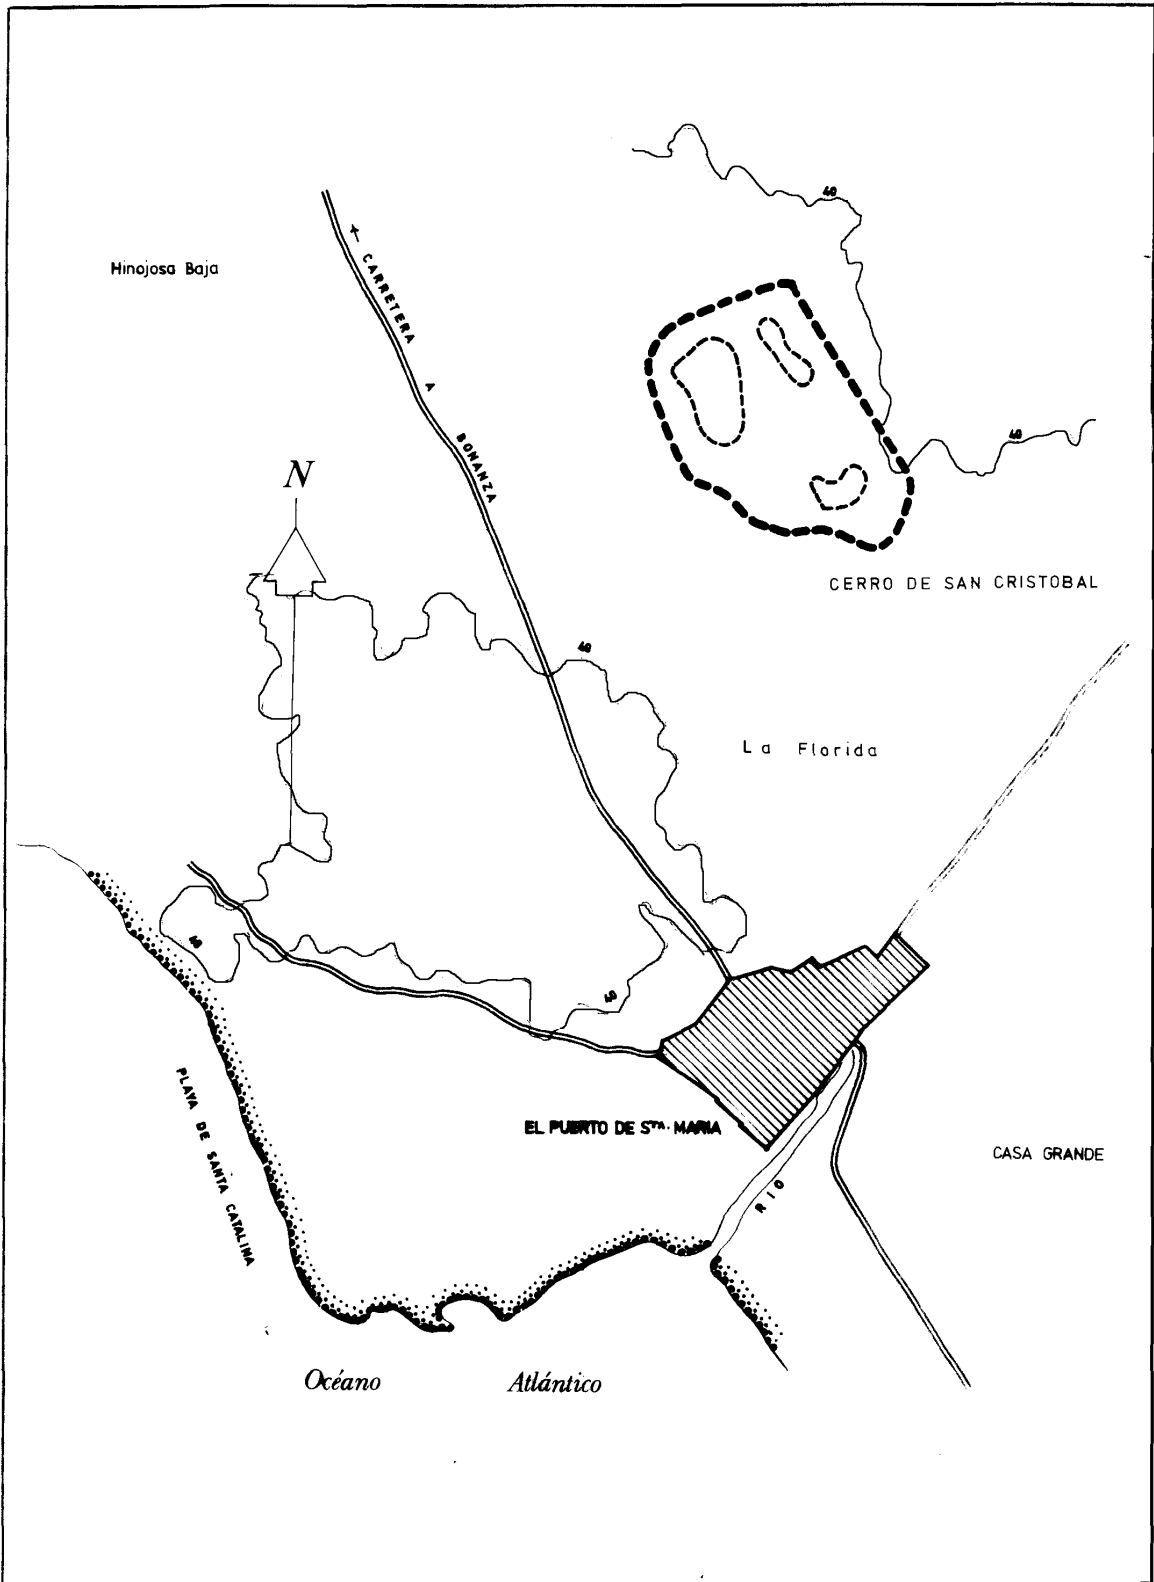 40
Hinojosa Baja
← CARRETERA A BONANZA
40
N
CERRO DE SAN CRISTOBAL
40
La Florida
40
40
PLAYA DE SANTA CATALINA
EL PUERTO DE STA. MARIA
CASA GRANDE
RIO
Océano Atlántico